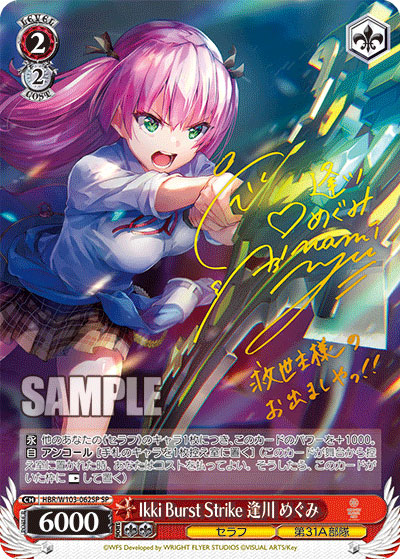 LEVEL
2
2
COST
逢川
めぐみ
救世主様の
お出ましやっ!!
SAMPLE
永 他のあなたの《セラフ》のキャラ1枚につき、このカードのパワーを+1000。
自 アンコール [手札のキャラを1枚控え室に置く] (このカードが舞台から控
え室に置かれた時、あなたはコストを払ってよい。そうしたら、このカードが
いた枠に[レスト]で置く)
CH HBR/W103-062SP SP
Ikki Burst Strike 逢川 めぐみ
6000
セラフ
第31A部隊
©WFS Developed by WRIGHT FLYER STUDIOS ©VISUAL ARTS/Key